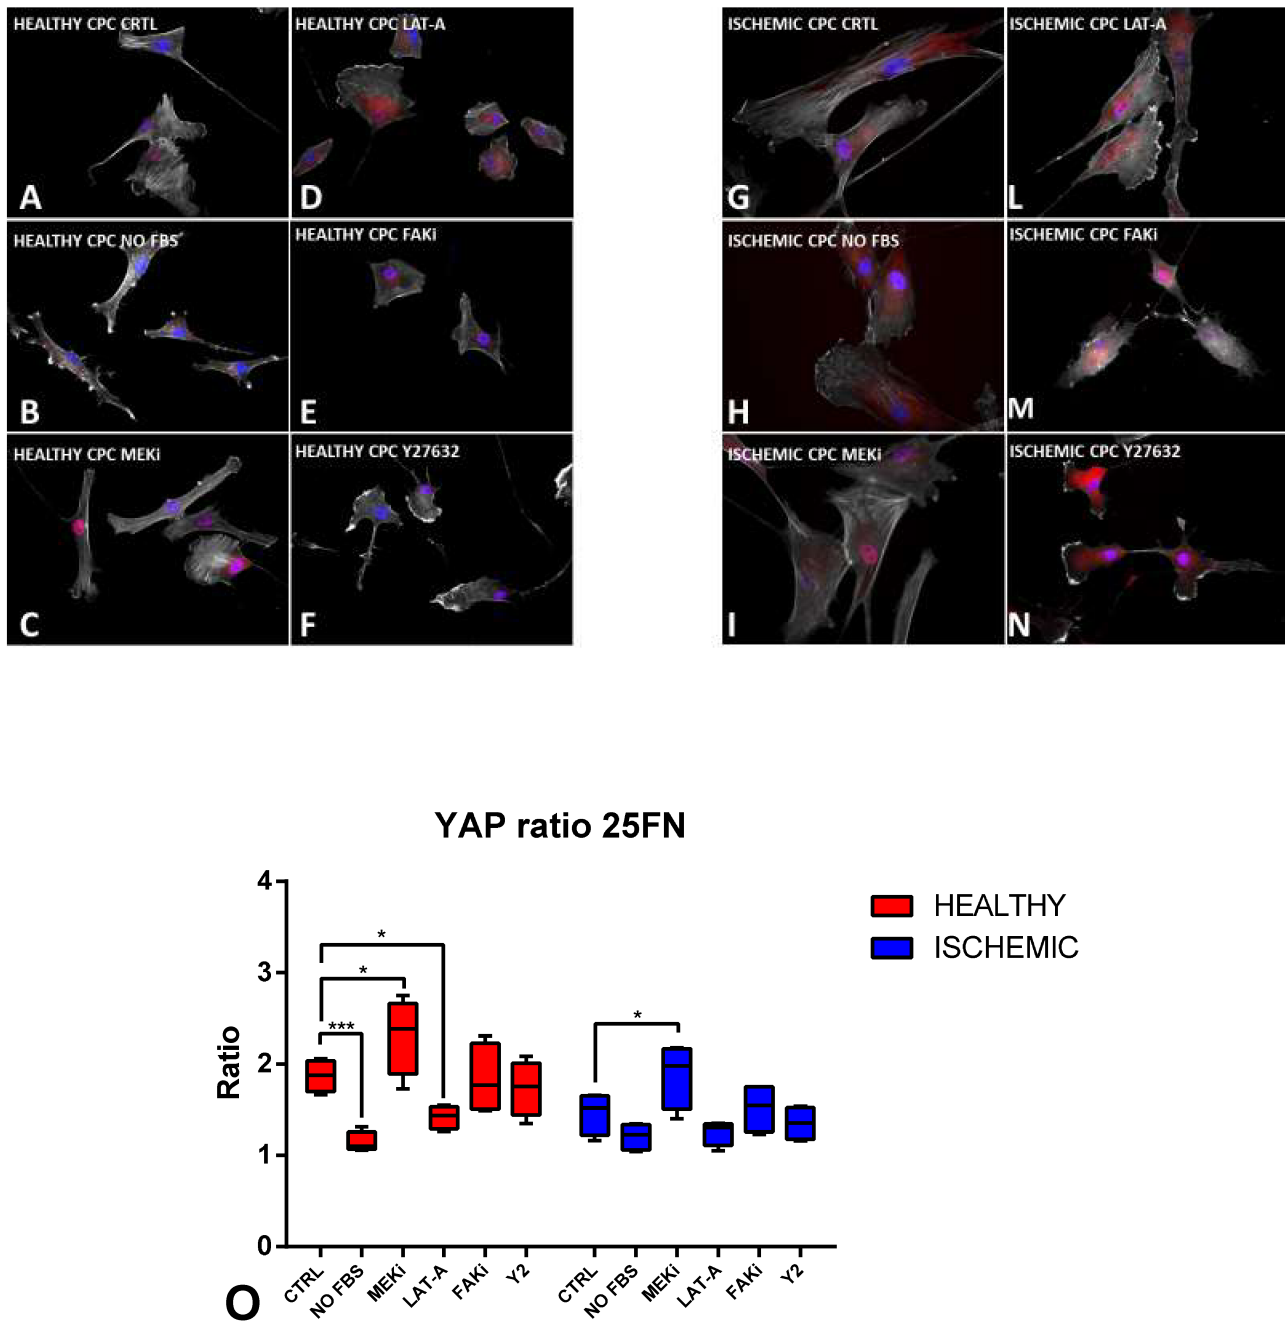 HEALTHY CPC CRTL
A
HEALTHY CPC LAT-A
D
HEALTHY CPC NO FBS
B
HEALTHY CPC FAKi
E
HEALTHY CPC MEKi
C
HEALTHY CPC Y27632
F
ISCHEMIC CPC CRTL
G
ISCHEMIC CPC LAT-A
L
ISCHEMIC CPC NO FBS
H
ISCHEMIC CPC FAKi
M
ISCHEMIC CPC MEKi
I
ISCHEMIC CPC Y27632
N
YAP ratio 25FN
Ratio
4
3
2
1
0
*
*
***
*
HEALTHY
ISCHEMIC
CTRL
NO FBS
MEKi
LAT-A
FAKi
Y2
CTRL
NO FBS
MEKi
LAT-A
FAKi
Y2
O